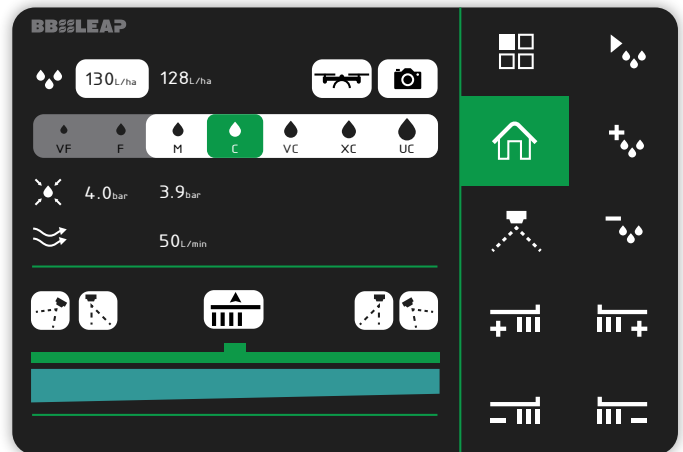 BBLEAP
130L/ha 128L/ha
VF F M C VC XC UC
4.0bar 3.9bar
50L/min